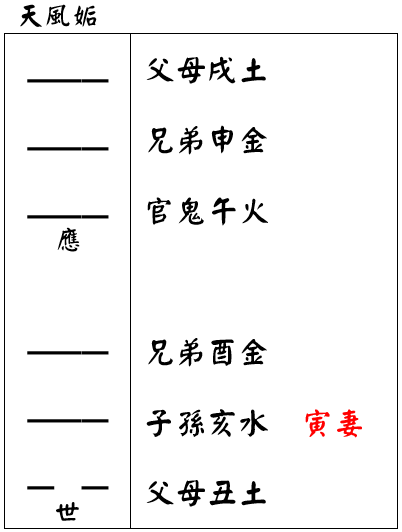 天風姤
父母戌土
兄弟申金
官鬼午火
應
兄弟酉金
子孫亥水 寅妻
父母丑土
世